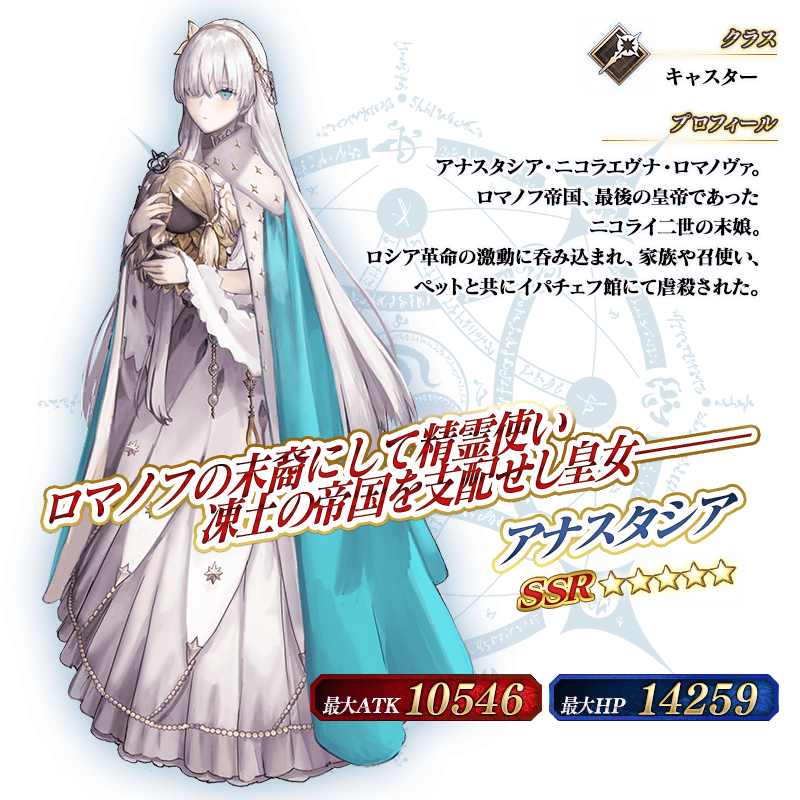 クラス
キャスター
プロフィール
アナスタシア・ニコラエヴナ・ロマノヴァ。
ロマノフ帝国、最後の皇帝であった
ニコライ二世の末娘。
ロシア革命の激動に呑み込まれ、家族や召使い、
ペットと共にイパチェフ館にて虐殺された。
ロマノフの末裔にして精霊使い
凍土の帝国を支配せし皇女――
アナスタシア
SSR ☆☆☆☆☆
最大ATK 10546
最大HP 14259